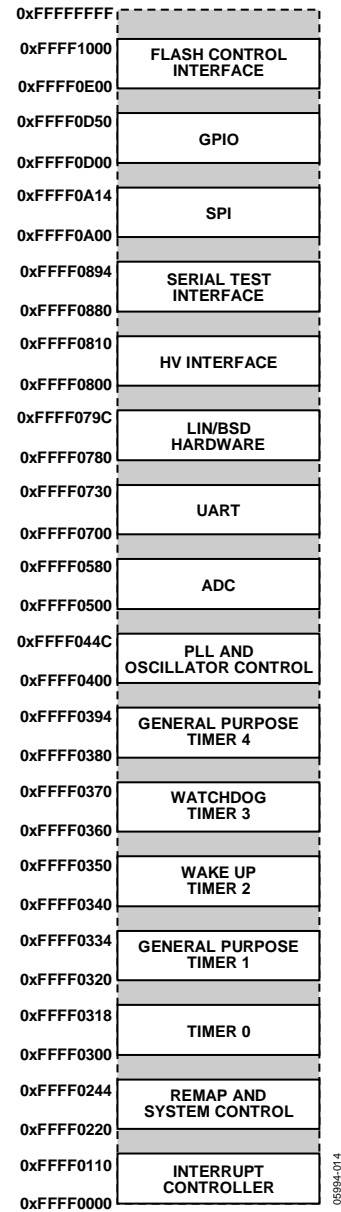 0xFFFFFFFF
0xFFFF1000
FLASH CONTROL
INTERFACE
0xFFFF0E00
0xFFFF0D50
GPIO
0xFFFF0D00
0xFFFF0A14
SPI
0xFFFF0A00
0xFFFF0894
SERIAL TEST
INTERFACE
0xFFFF0880
0xFFFF0810
HV INTERFACE
0xFFFF0800
0xFFFF079C
LIN/BSD
HARDWARE
0xFFFF0780
0xFFFF0730
UART
0xFFFF0700
0xFFFF0580
ADC
0xFFFF0500
0xFFFF044C
PLL AND
OSCILLATOR CONTROL
0xFFFF0400
0xFFFF0394
GENERAL PURPOSE
TIMER 4
0xFFFF0380
0xFFFF0370
WATCHDOG
TIMER 3
0xFFFF0360
0xFFFF0350
WAKE UP
TIMER 2
0xFFFF0340
0xFFFF0334
GENERAL PURPOSE
TIMER 1
0xFFFF0320
0xFFFF0318
TIMER 0
0xFFFF0300
0xFFFF0244
REMAP AND
SYSTEM CONTROL
0xFFFF0220
0xFFFF0110
INTERRUPT
CONTROLLER
0xFFFF0000
05994-014